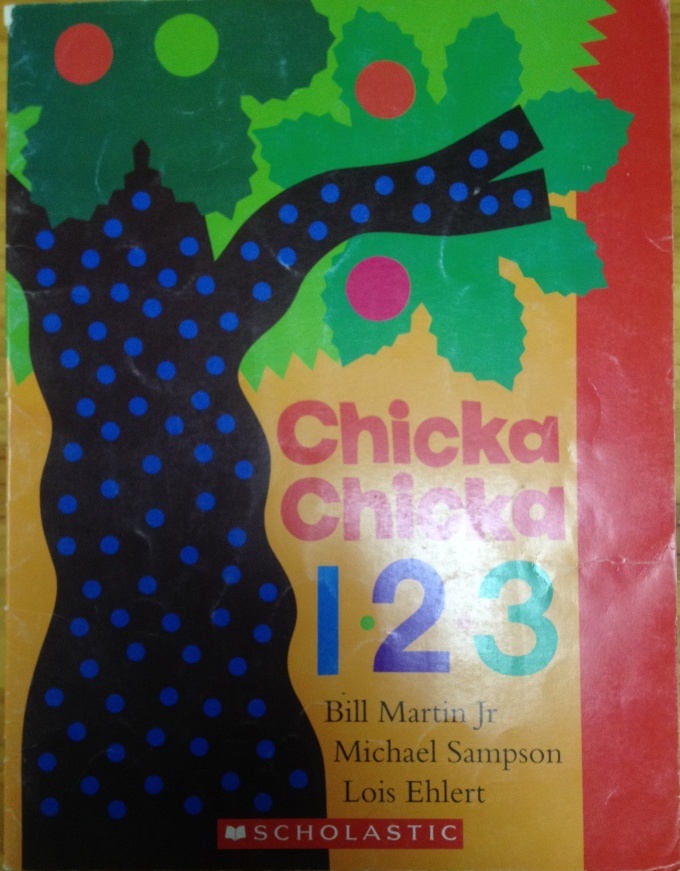 Chicka
Chicka
1·2·3
Bill Martin Jr
Michael Sampson
Lois Ehlert
SCHOLASTIC